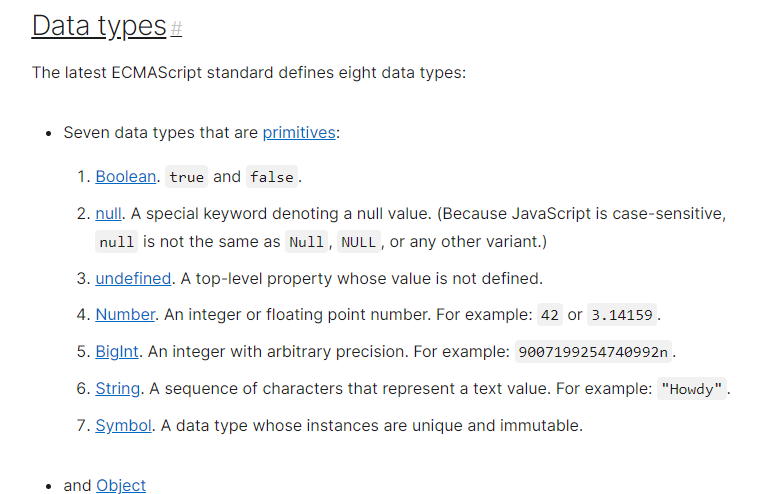 Data types #
The latest ECMAScript standard defines eight data types:
• Seven data types that are primitives:
1. Boolean. true and false.
2. null. A special keyword denoting a null value. (Because JavaScript is case-sensitive,
null is not the same as Null, NULL, or any other variant.)
3. undefined. A top-level property whose value is not defined.
4. Number. An integer or floating point number. For example: 42 or 3.14159.
5. BigInt. An integer with arbitrary precision. For example: 9007199254740992n.
6. String. A sequence of characters that represent a text value. For example: "Howdy".
7. Symbol. A data type whose instances are unique and immutable.
• and Object